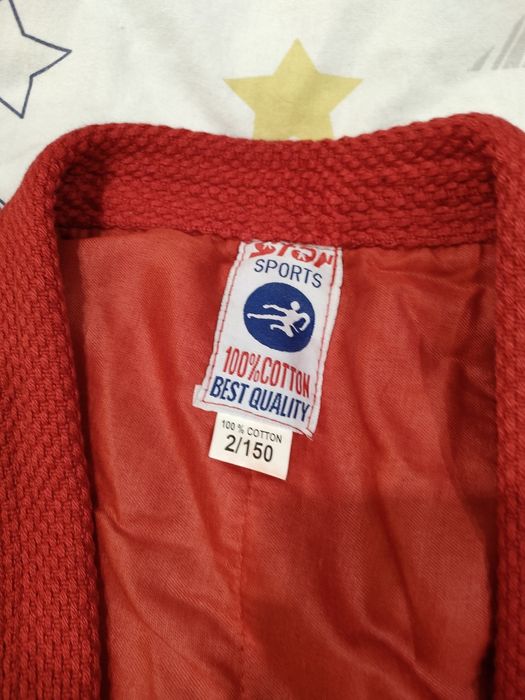 SPORTS
100% COTTON
BEST QUALITY
100 % COTTON
2/150